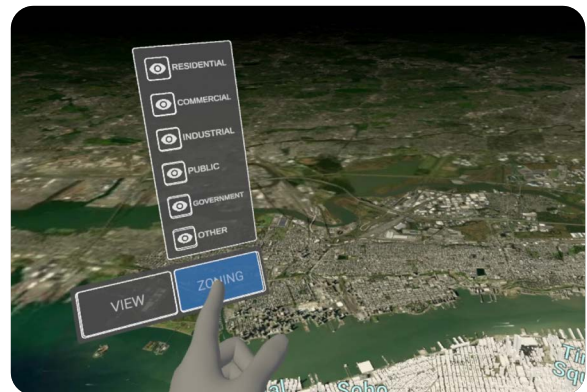 RESIDENTIAL
COMMERCIAL
INDUSTRIAL
PUBLIC
GOVERNMENT
OTHER
VIEW
ZONING
Soho